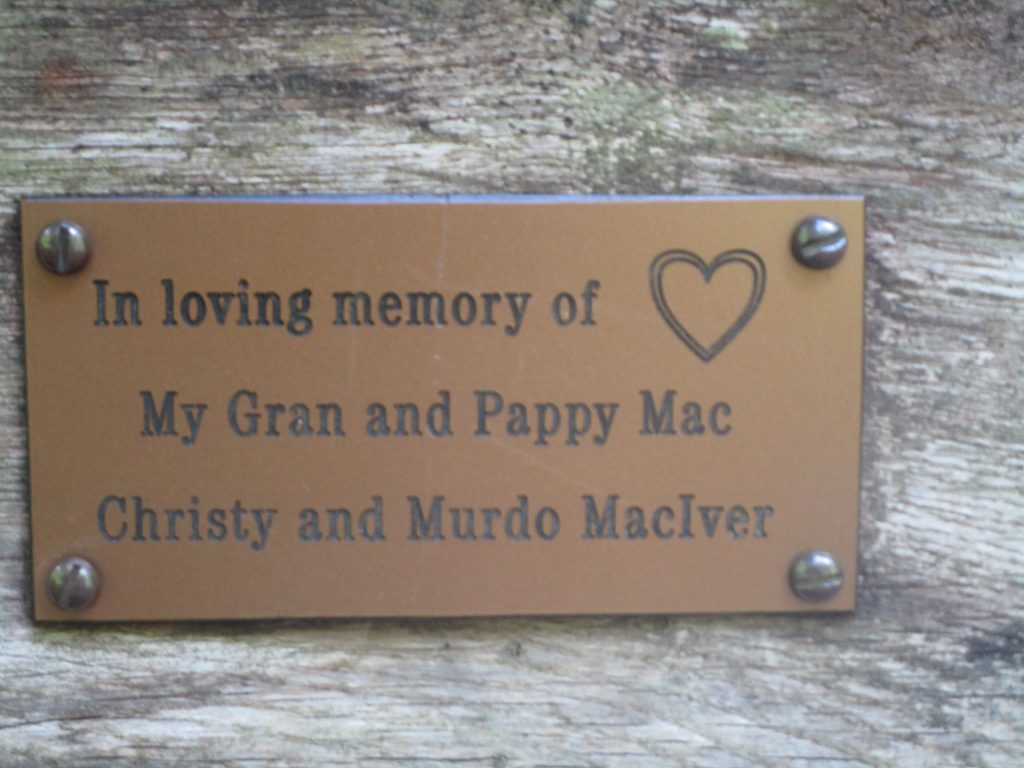 In loving memory of
My Gran and Pappy Mac
Christy and Murdo MacIver